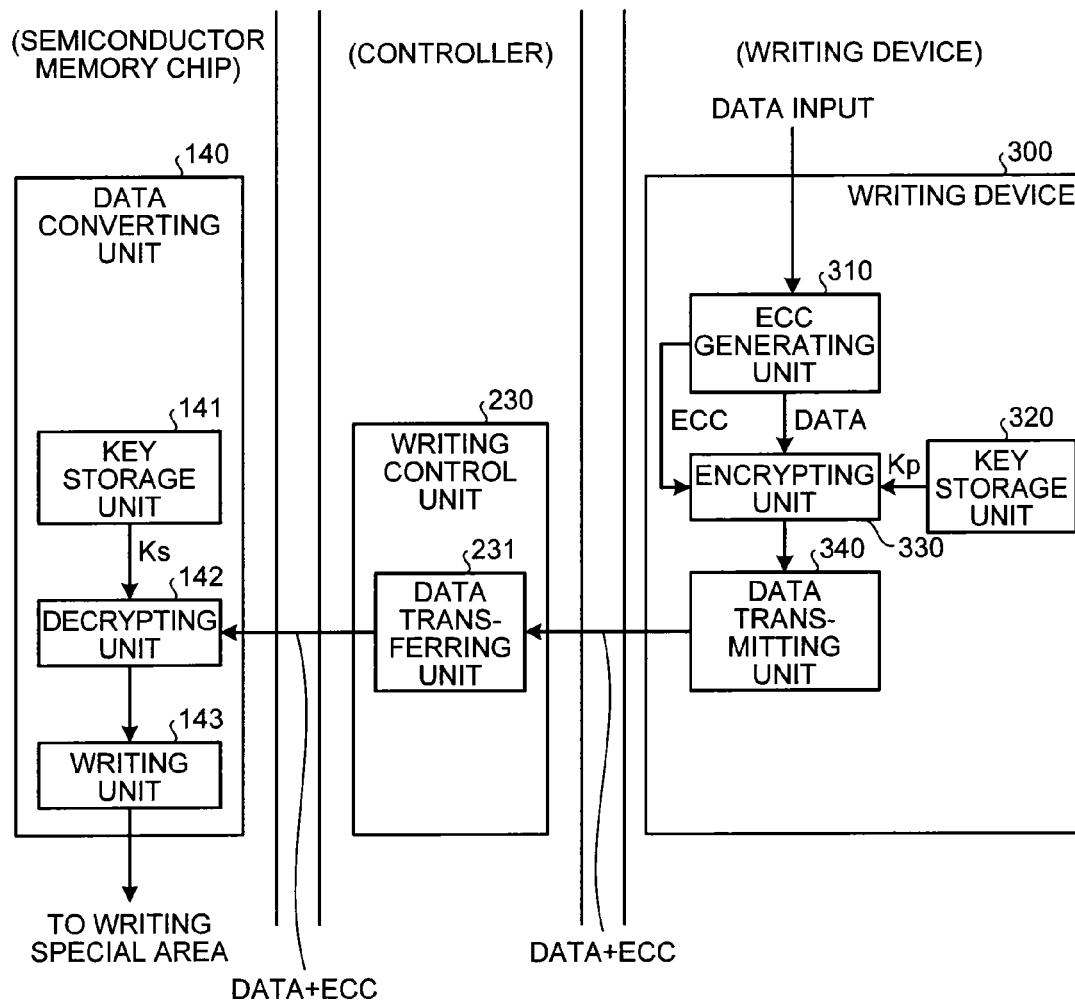 (SEMICONDUCTOR
MEMORY CHIP)
(CONTROLLER)
(WRITING DEVICE)
DATA INPUT
140
DATA
CONVERTING
UNIT
300
WRITING DEVICE
310
ECC
GENERATING
UNIT
ECC
DATA
141
KEY
STORAGE
UNIT
230
WRITING
CONTROL
UNIT
320
KEY
STORAGE
UNIT
Kp
ENCRYPTING
UNIT
330
Ks
142
DECRYPTING
UNIT
231
DATA
TRANS-
FERRING
UNIT
340
DATA
TRANS-
MITTING
UNIT
143
WRITING
UNIT
TO WRITING
SPECIAL AREA
DATA+ECC
DATA+ECC